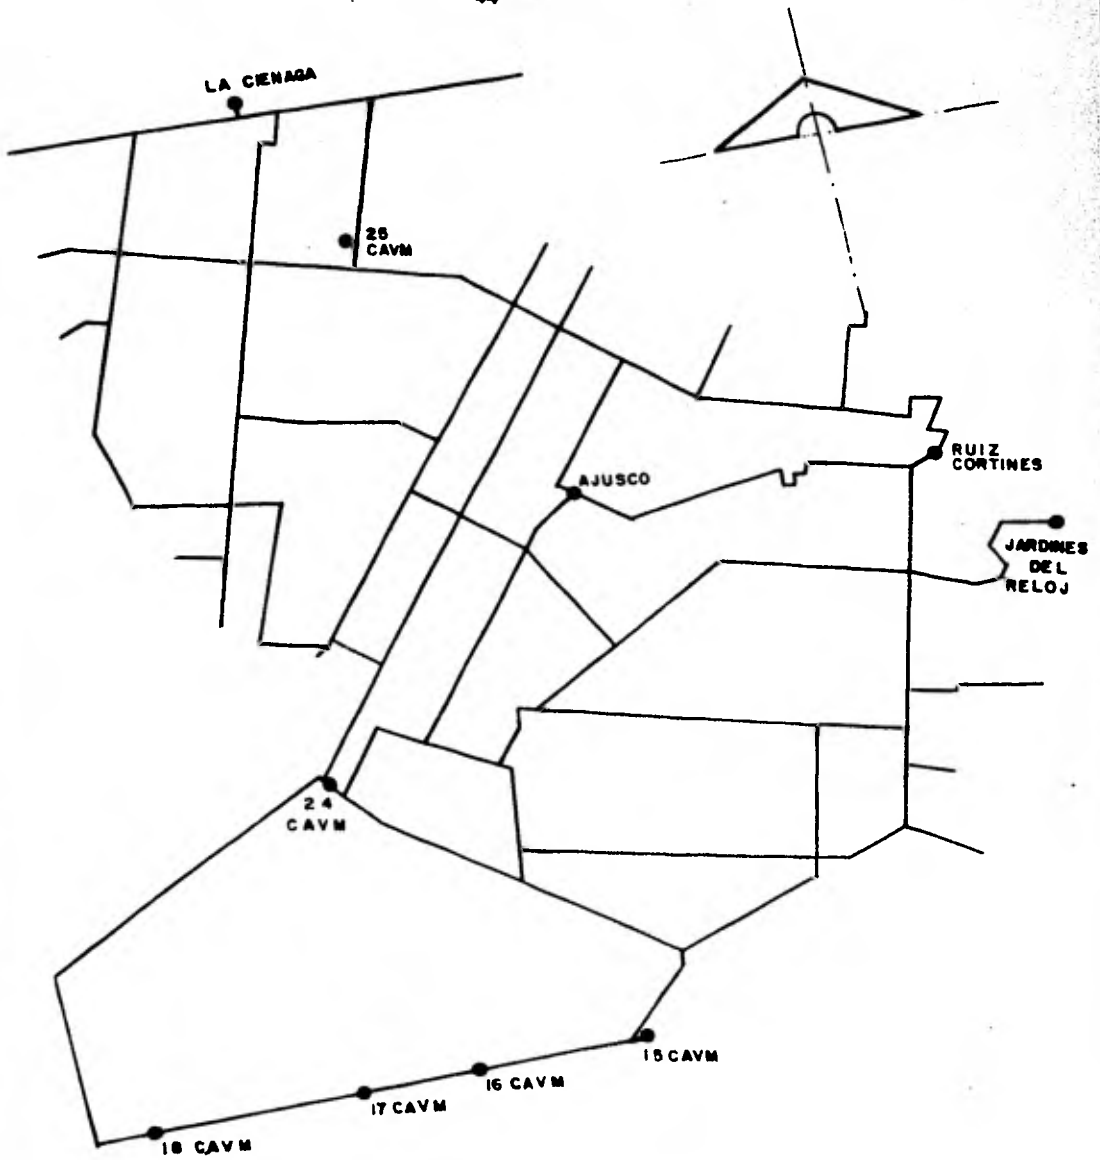 44
LA CIENAGA
25
CAVM
RUIZ
CORTINES
AJUSCO
JARDINES
DEL
RELOJ
24
CAVM
15 CAVM
16 CAVM
17 CAVM
18 CAVM